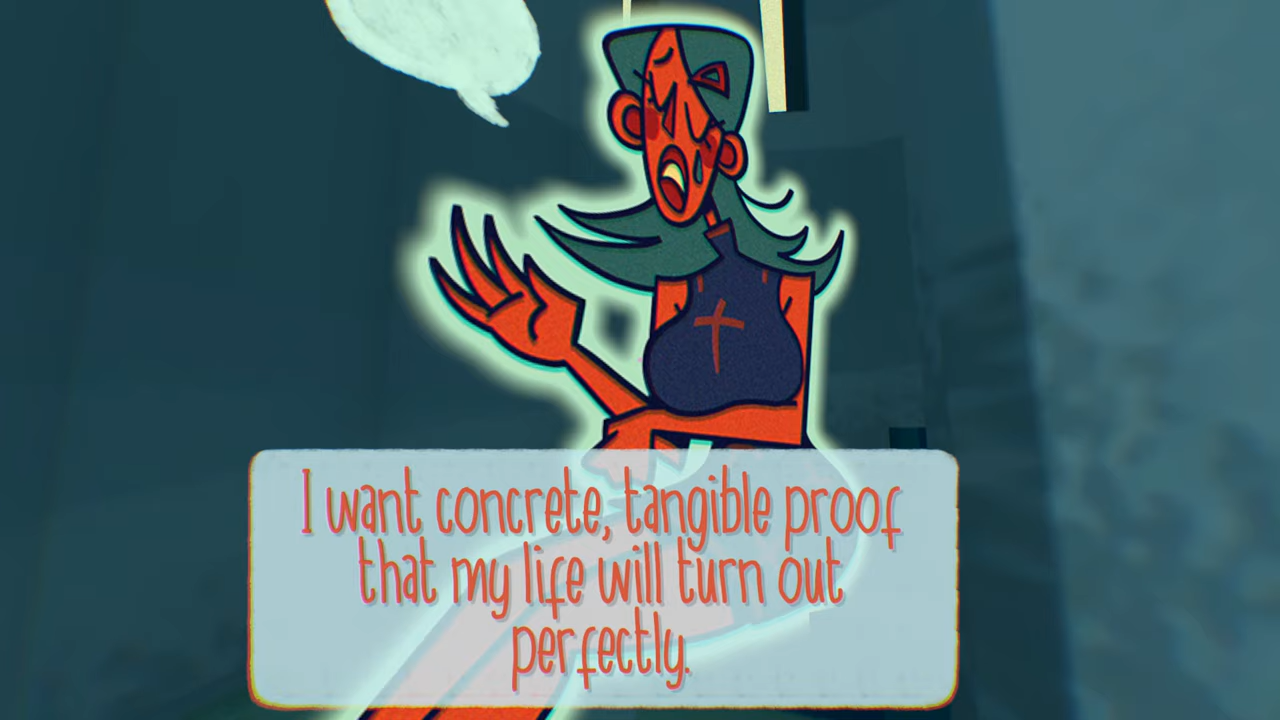 I want concrete, tangible proof
that my life will turn out
perfectly.